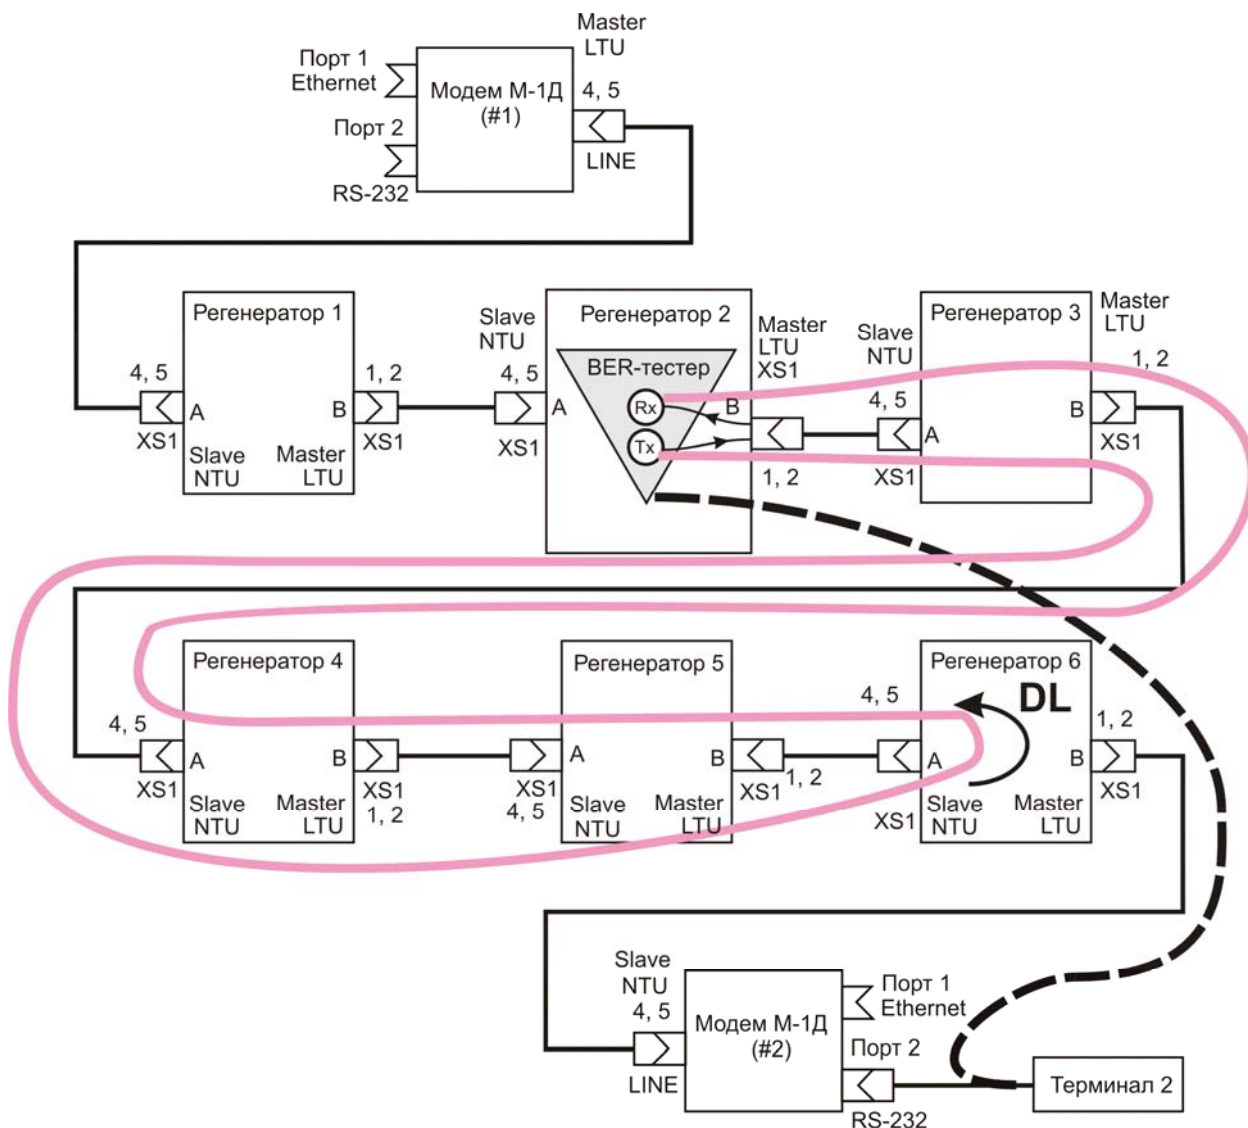 Master
LTU
Порт 1
Ethernet
Модем М-1Д
(#1)
4, 5
Порт 2
LINE
RS-232
Регенератор 1
4, 5
1, 2
A
B
XS1
XS1
Slave
NTU
Master
LTU
Slave
NTU
4, 5
XS1
A
Регенератор 2
BER-тестер
Rx
Tx
B
Master
LTU
XS1
1, 2
Slave
NTU
4, 5
XS1
A
Регенератор 3
B
Master
LTU
1, 2
XS1
Регенератор 4
4, 5
XS1
A
B
Slave
NTU
Master
LTU
XS1
1, 2
Регенератор 5
XS1
4, 5
A
B
Slave
NTU
Master
LTU
XS1
1, 2
Регенератор 6
DL
4, 5
1, 2
A
B
XS1
XS1
Slave
NTU
Master
LTU
Slave
NTU
4, 5
LINE
Модем М-1Д
(#2)
Порт 1
Ethernet
Порт 2
RS-232
Терминал 2